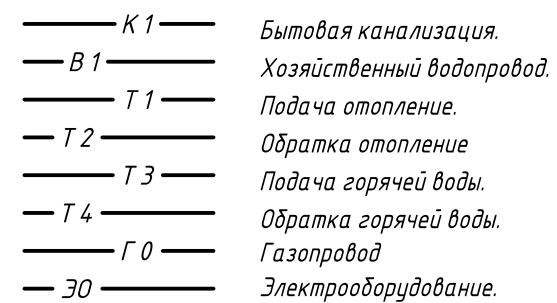 К 1 Бытовая канализация.
В 1 Хозяйственный водопровод.
Т 1 Подача отопление.
Т 2 Обратка отопление
Т 3 Подача горячей воды.
Т 4 Обратка горячей воды.
Г 0 Газопровод
ЭО Электрооборудование.